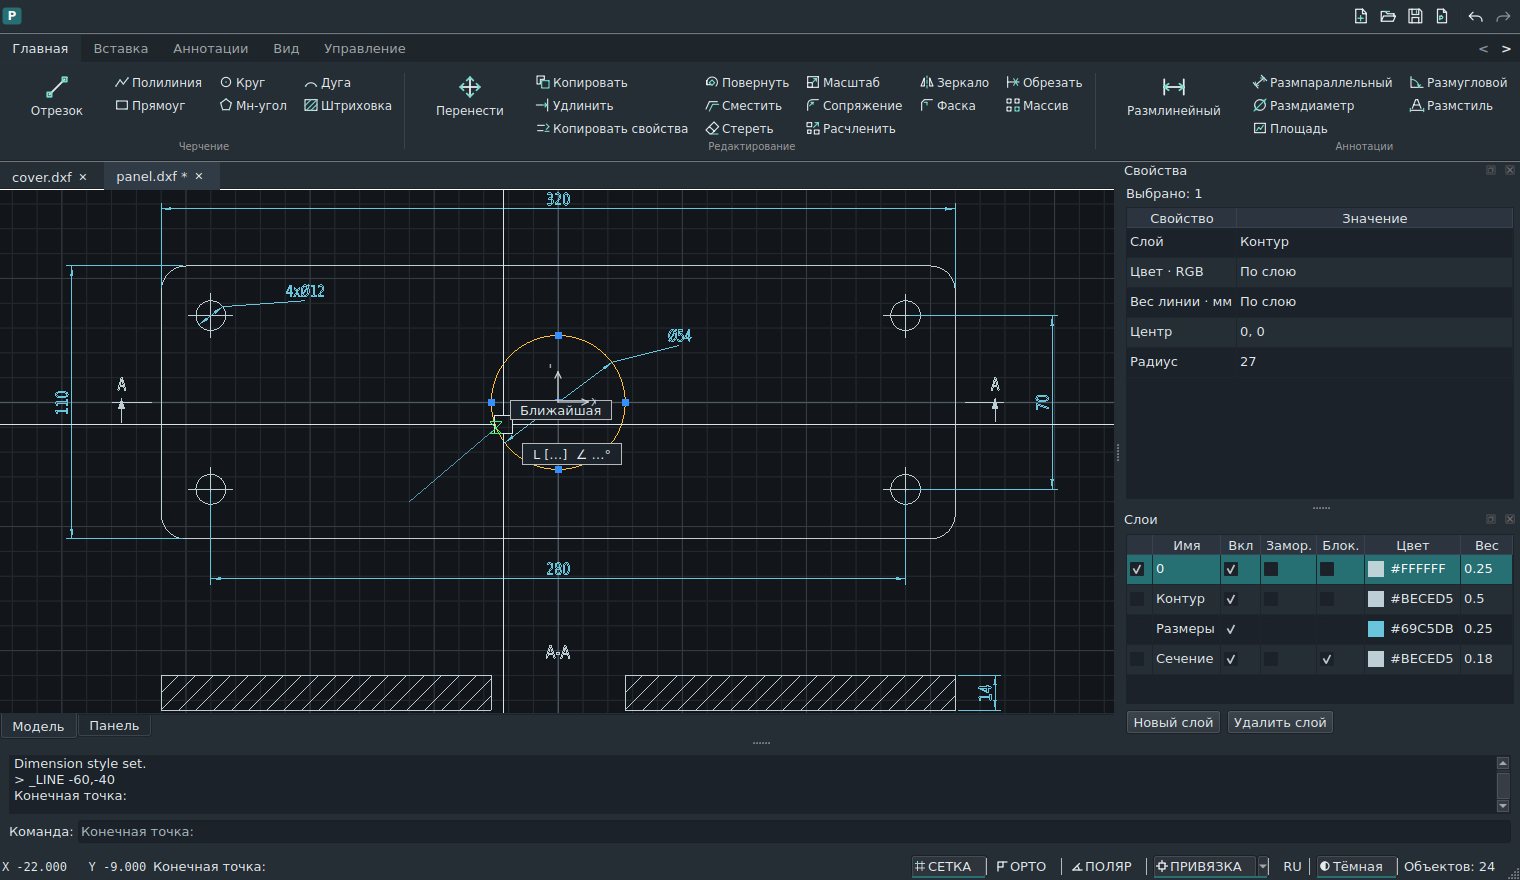 P
Главная Вставка Аннотации Вид Управление < >
Отрезок
Полилиния Круг Дуга
Прямоуг Мн-угол Штриховка
Черчение
Перенести
Копировать Повернуть Масштаб Зеркало Обрезать
Удлинить Сместить Сопряжение Фаска Массив
Копировать свойства Стереть Расчленить
Редактирование
Размлинейный
Размпараллельный Размугловой
Размдиаметр Размстиль
Площадь
Аннотации
cover.dxf × panel.dxf * ×
320
4xØ12
Ø54
110
A
A
70
X
Ближайшая
L [...] ∠ ...°
280
A-A
14
Свойства
Выбрано: 1
Свойство Значение
Слой Контур
Цвет · RGB По слою
Вес линии · мм По слою
Центр 0, 0
Радиус 27
Слои
Имя Вкл Замор. Блок. Цвет Вес
0 #FFFFFF 0.25
Контур #BECED5 0.5
Размеры #69C5DB 0.25
Сечение #BECED5 0.18
Новый слой Удалить слой
Модель Панель
Dimension style set.
> _LINE -60,-40
Конечная точка:
Команда: Конечная точка:
X -22.000 Y -9.000 Конечная точка: СЕТКА ОРТО ПОЛЯР ПРИВЯЗКА RU Тёмная Объектов: 24